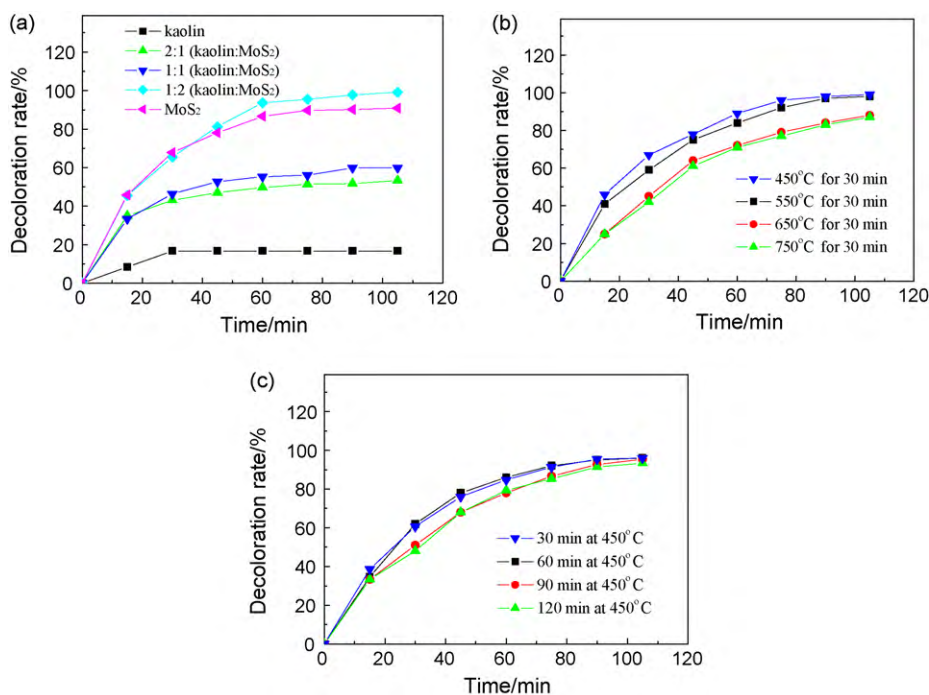 (a)
Decoloration rate/%
120
100
80
60
40
20
0
kaolin
2:1 (kaolin:MoS₂)
1:1 (kaolin:MoS₂)
1:2 (kaolin:MoS₂)
MoS₂
0 20 40 60 80 100 120
Time/min
(b)
Decoloration rate/%
120
100
80
60
40
20
0
450°C for 30 min
550°C for 30 min
650°C for 30 min
750°C for 30 min
0 20 40 60 80 100 120
Time/min
(c)
Decoloration rate/%
120
100
80
60
40
20
0
30 min at 450°C
60 min at 450°C
90 min at 450°C
120 min at 450°C
0 20 40 60 80 100 120
Time/min